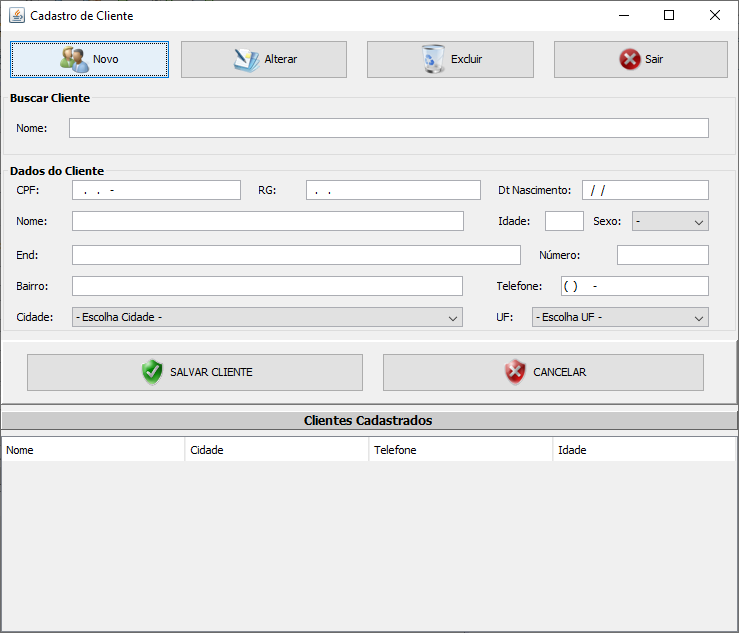 Cadastro de Cliente
Novo Alterar Excluir Sair
Buscar Cliente
Nome:
Dados do Cliente
CPF: . . - RG: . . Dt Nascimento: / /
Nome: Idade: Sexo: -
End: Número:
Bairro: Telefone: ( ) -
Cidade: - Escolha Cidade - UF: - Escolha UF -
SALVAR CLIENTE CANCELAR
Clientes Cadastrados
Nome Cidade Telefone Idade